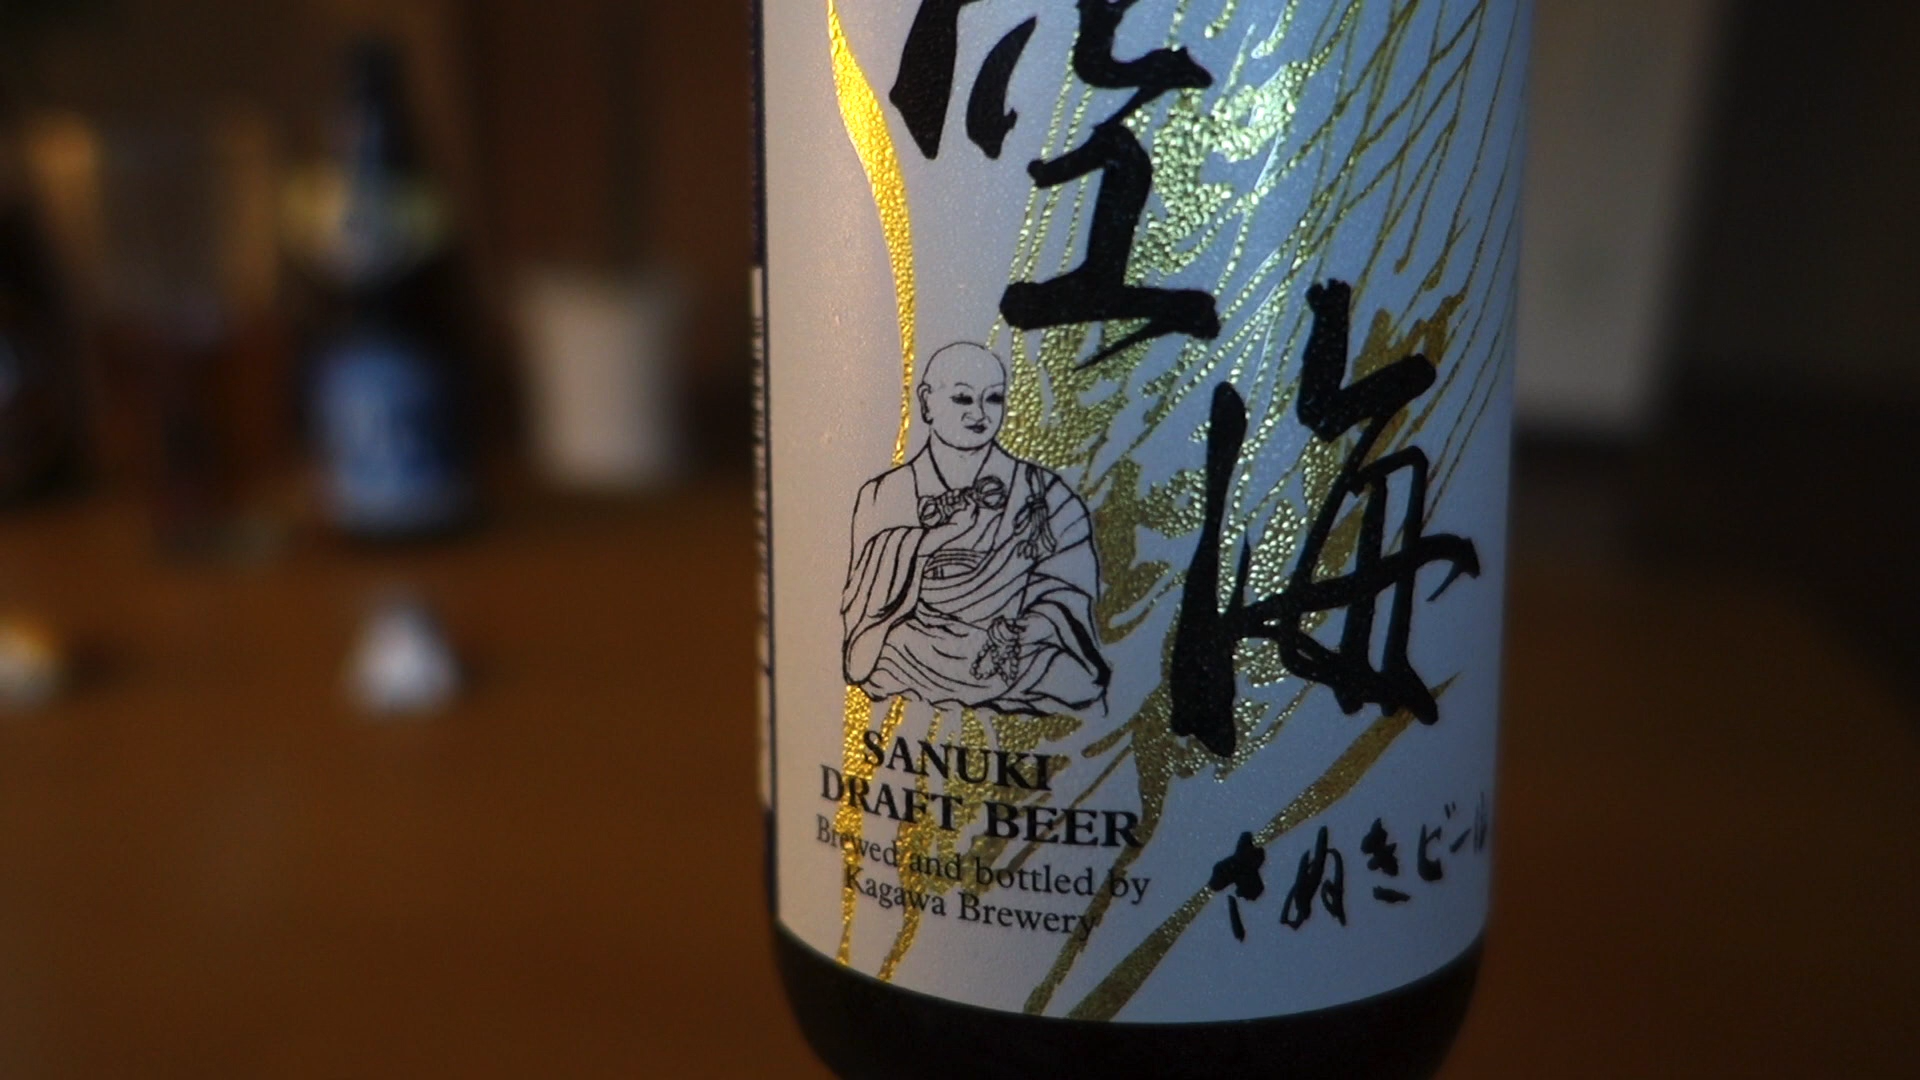 空海
SANUKI
DRAFT BEER
Brewed and bottled by
Kagawa Brewery
さぬきビール